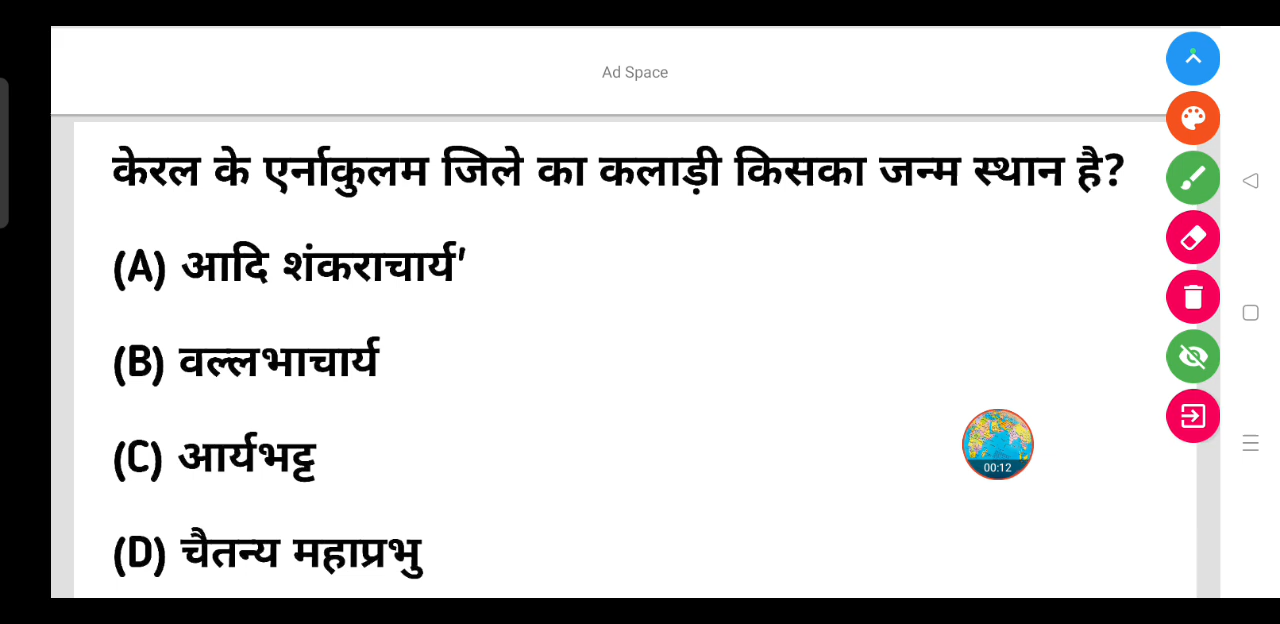 Ad Space
केरल के एर्नाकुलम जिले का कलाड़ी किसका जन्म स्थान है?
(A) आदि शंकराचार्य'
(B) वल्लभाचार्य
(C) आर्यभट्ट
(D) चैतन्य महाप्रभु
00:12